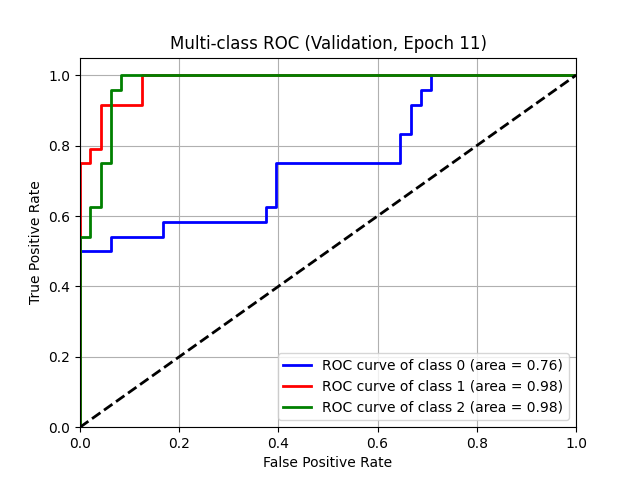 Multi-class ROC (Validation, Epoch 11)
True Positive Rate
1.0
0.8
0.6
0.4
0.2
0.0
ROC curve of class 0 (area = 0.76)
ROC curve of class 1 (area = 0.98)
ROC curve of class 2 (area = 0.98)
0.0 0.2 0.4 0.6 0.8 1.0
False Positive Rate